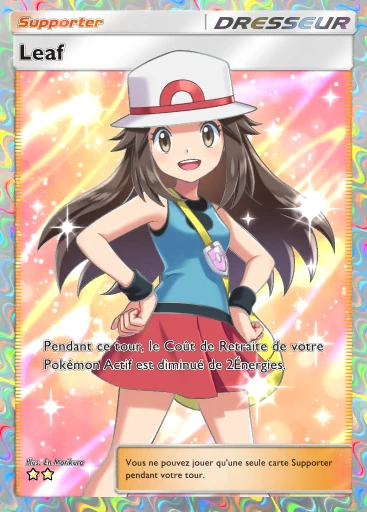 Supporter
DRESSEUR
Leaf
Pendant ce tour, le Coût de Retraite de votre
Pokémon Actif est diminué de 2Énergies.
Illus. En Morikura
Vous ne pouvez jouer qu'une seule carte Supporter
pendant votre tour.